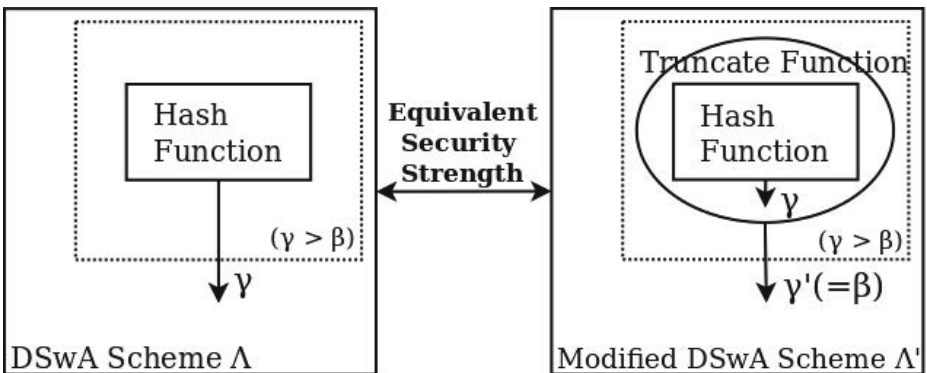 Hash
Function
(γ > β)
γ
DSwA Scheme Λ
Equivalent
Security
Strength
Truncate Function
Hash
Function
γ
(γ > β)
γ'(=β)
Modified DSwA Scheme Λ'